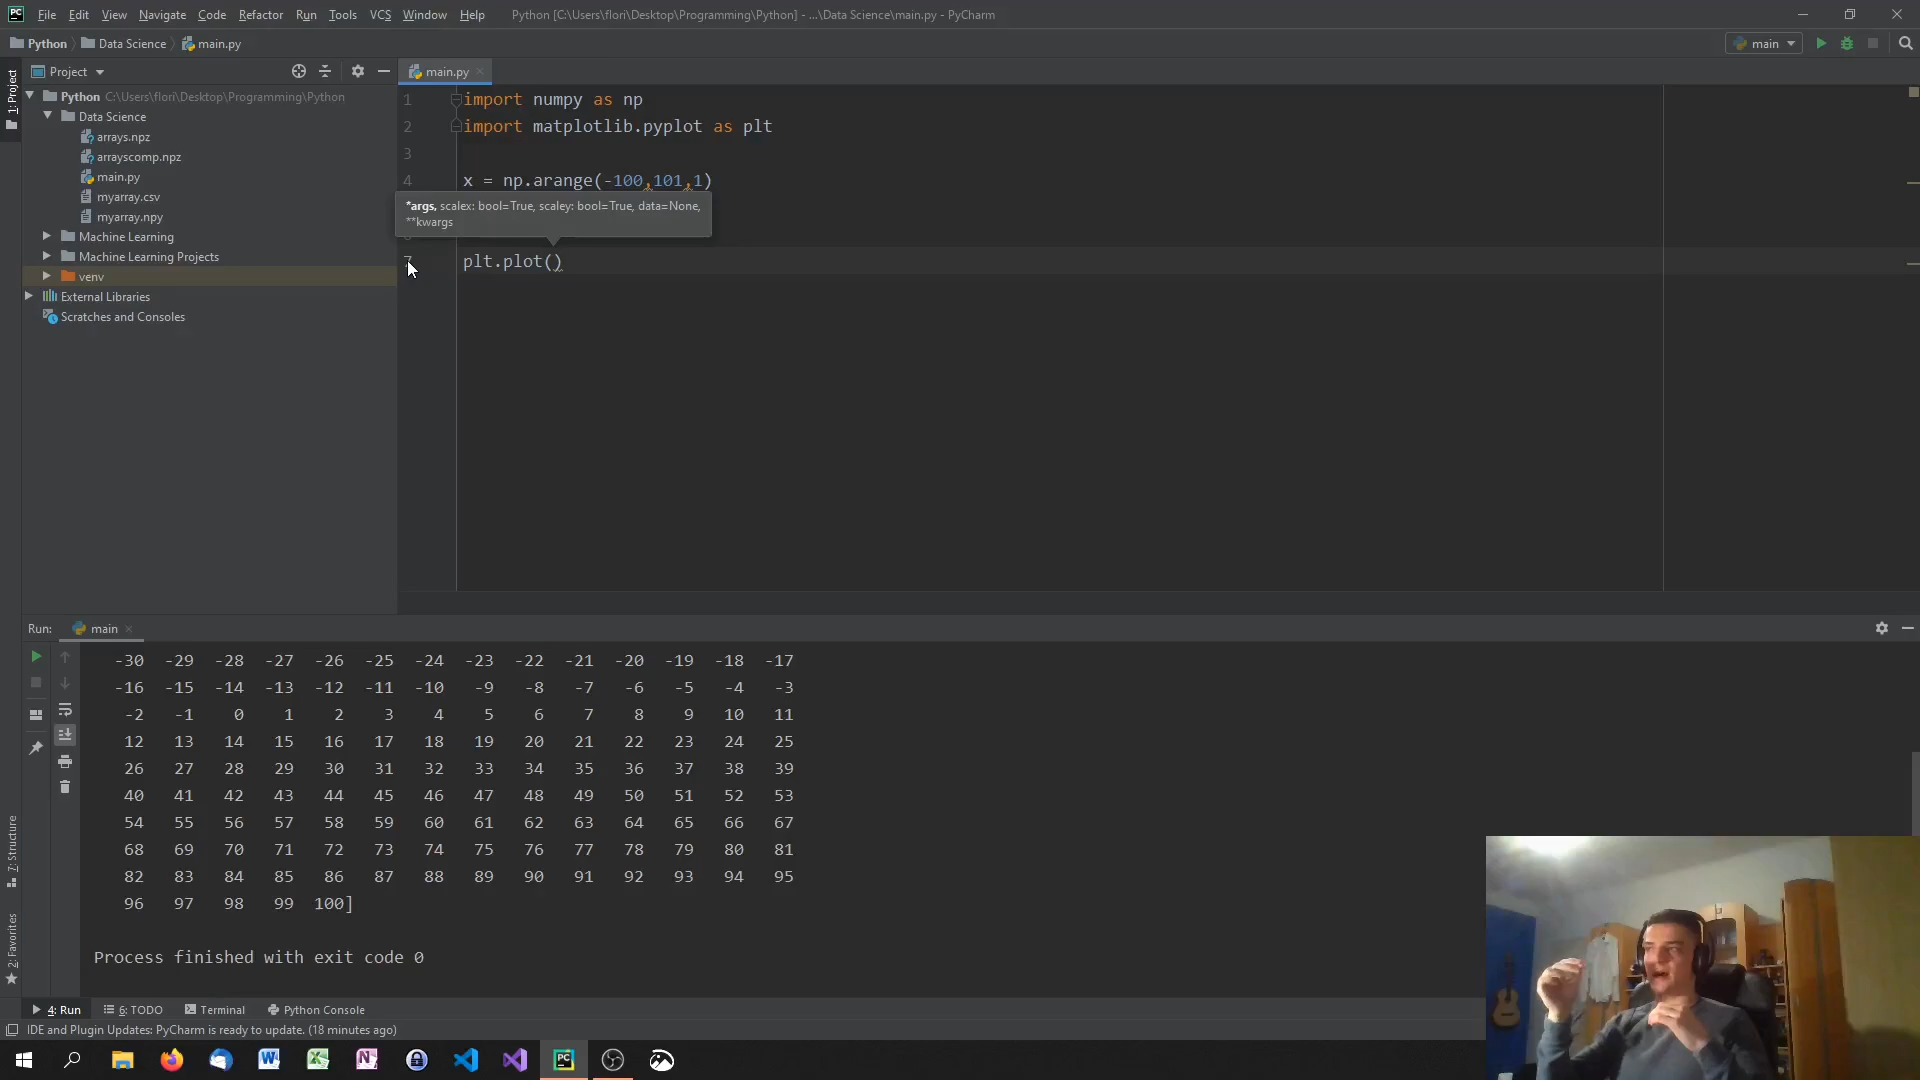 PC File Edit View Navigate Code Refactor Run Tools VCS Window Help Python [C:\Users\flori\Desktop\Programming\Python] - ...\Data Science\main.py - PyCharm
Python Data Science main.py main
Project main.py
1: Project
Python C:\Users\flori\Desktop\Programming\Python
Data Science
arrays.npz
arrayscomp.npz
main.py
myarray.csv
myarray.npy
Machine Learning
Machine Learning Projects
venv
External Libraries
Scratches and Consoles
1 import numpy as np
2 import matplotlib.pyplot as plt
3
4 x = np.arange(-100,101,1)
*args, scalex: bool=True, scaley: bool=True, data=None,
**kwargs
plt.plot()
Run: main
-30 -29 -28 -27 -26 -25 -24 -23 -22 -21 -20 -19 -18 -17
-16 -15 -14 -13 -12 -11 -10 -9 -8 -7 -6 -5 -4 -3
-2 -1 0 1 2 3 4 5 6 7 8 9 10 11
12 13 14 15 16 17 18 19 20 21 22 23 24 25
26 27 28 29 30 31 32 33 34 35 36 37 38 39
40 41 42 43 44 45 46 47 48 49 50 51 52 53
54 55 56 57 58 59 60 61 62 63 64 65 66 67
68 69 70 71 72 73 74 75 76 77 78 79 80 81
82 83 84 85 86 87 88 89 90 91 92 93 94 95
96 97 98 99 100]
Process finished with exit code 0
7: Structure
2: Favorites
4: Run 6: TODO Terminal Python Console
IDE and Plugin Updates: PyCharm is ready to update. (18 minutes ago)
PC